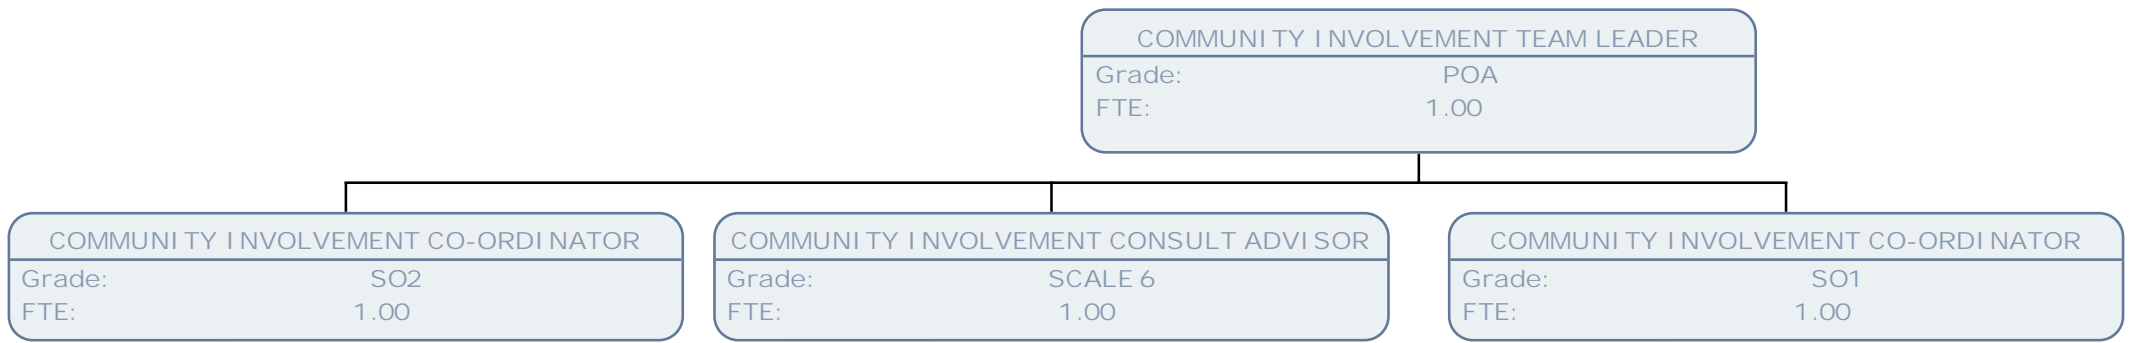 COMMUNITY INVOLVEMENT TEAM LEADER
Grade: POA
FTE: 1.00
COMMUNITY INVOLVEMENT CO-ORDINATOR
Grade: SO2
FTE: 1.00
COMMUNITY INVOLVEMENT CONSULT ADVISOR
Grade: SCALE 6
FTE: 1.00
COMMUNITY INVOLVEMENT CO-ORDINATOR
Grade: SO1
FTE: 1.00